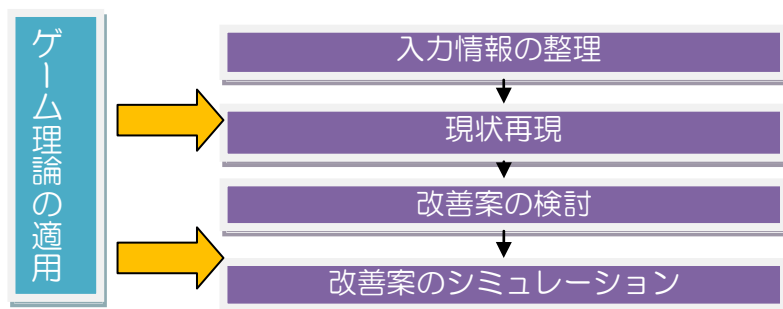 ゲーム理論の適用
入力情報の整理
現状再現
改善案の検討
改善案のシミュレーション